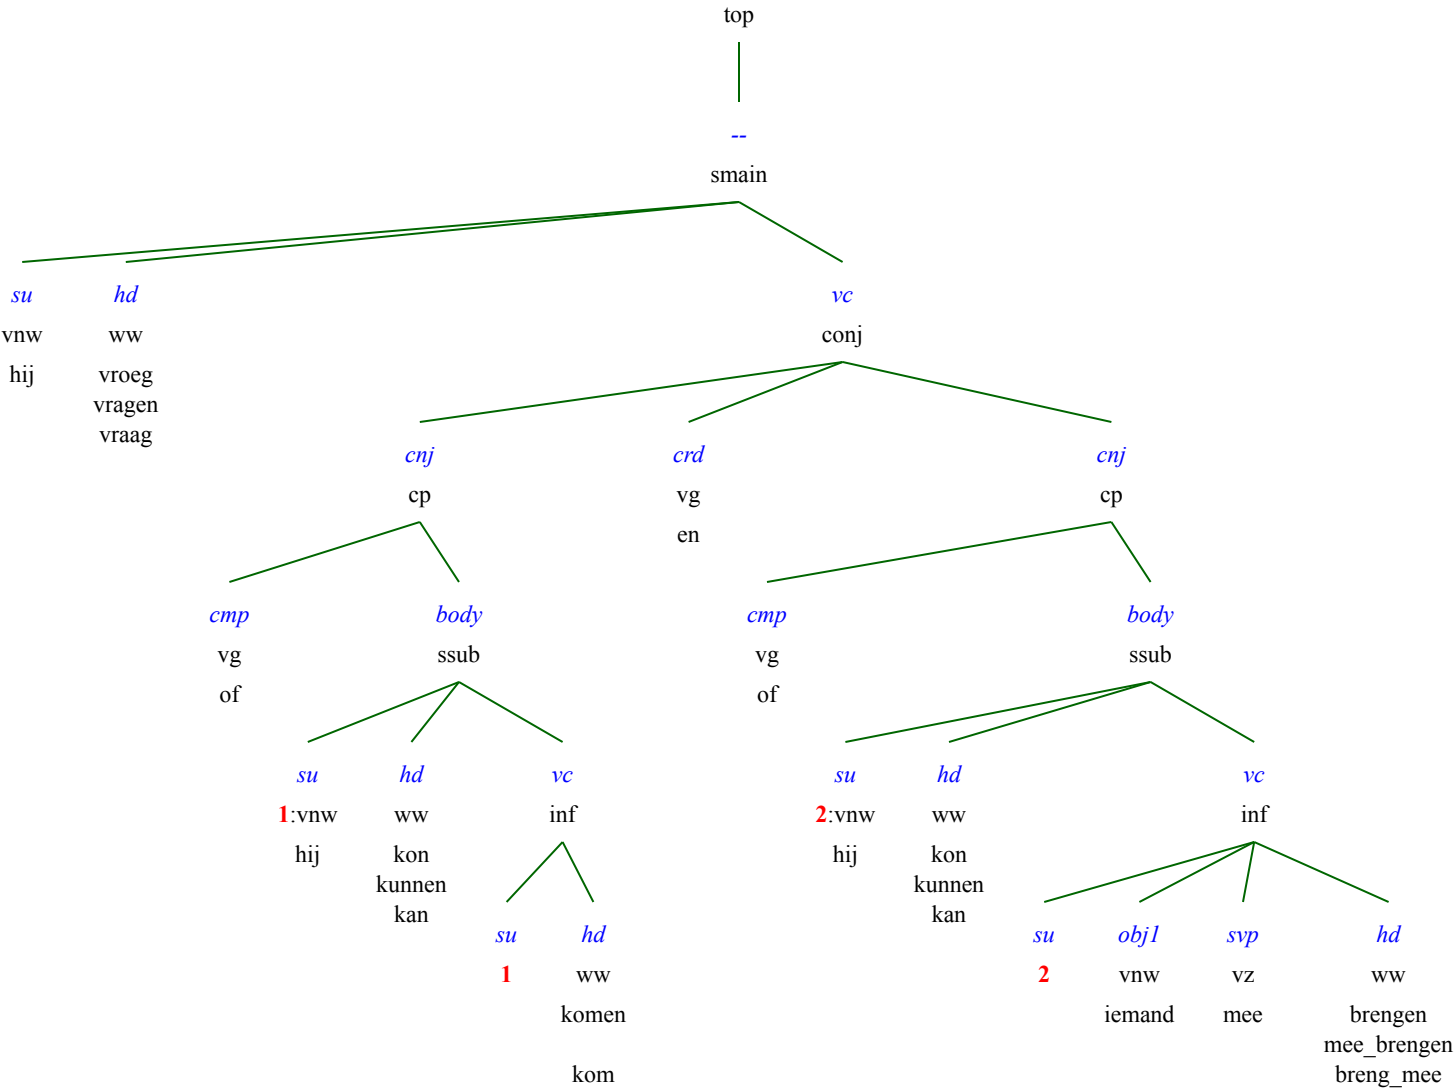 top
--
smain
su hd vc
vnw ww conj
hij vroeg
vragen
vraag
cnj crd cnj
cp vg cp
en
cmp body cmp body
vg ssub vg ssub
of of
su hd vc su hd vc
1:vnw ww inf 2:vnw ww inf
hij kon hij kon
kunnen kunnen
kan kan
su hd su obj1 svp hd
1 ww 2 vnw vz ww
komen iemand mee brengen
mee_brengen
kom breng_mee